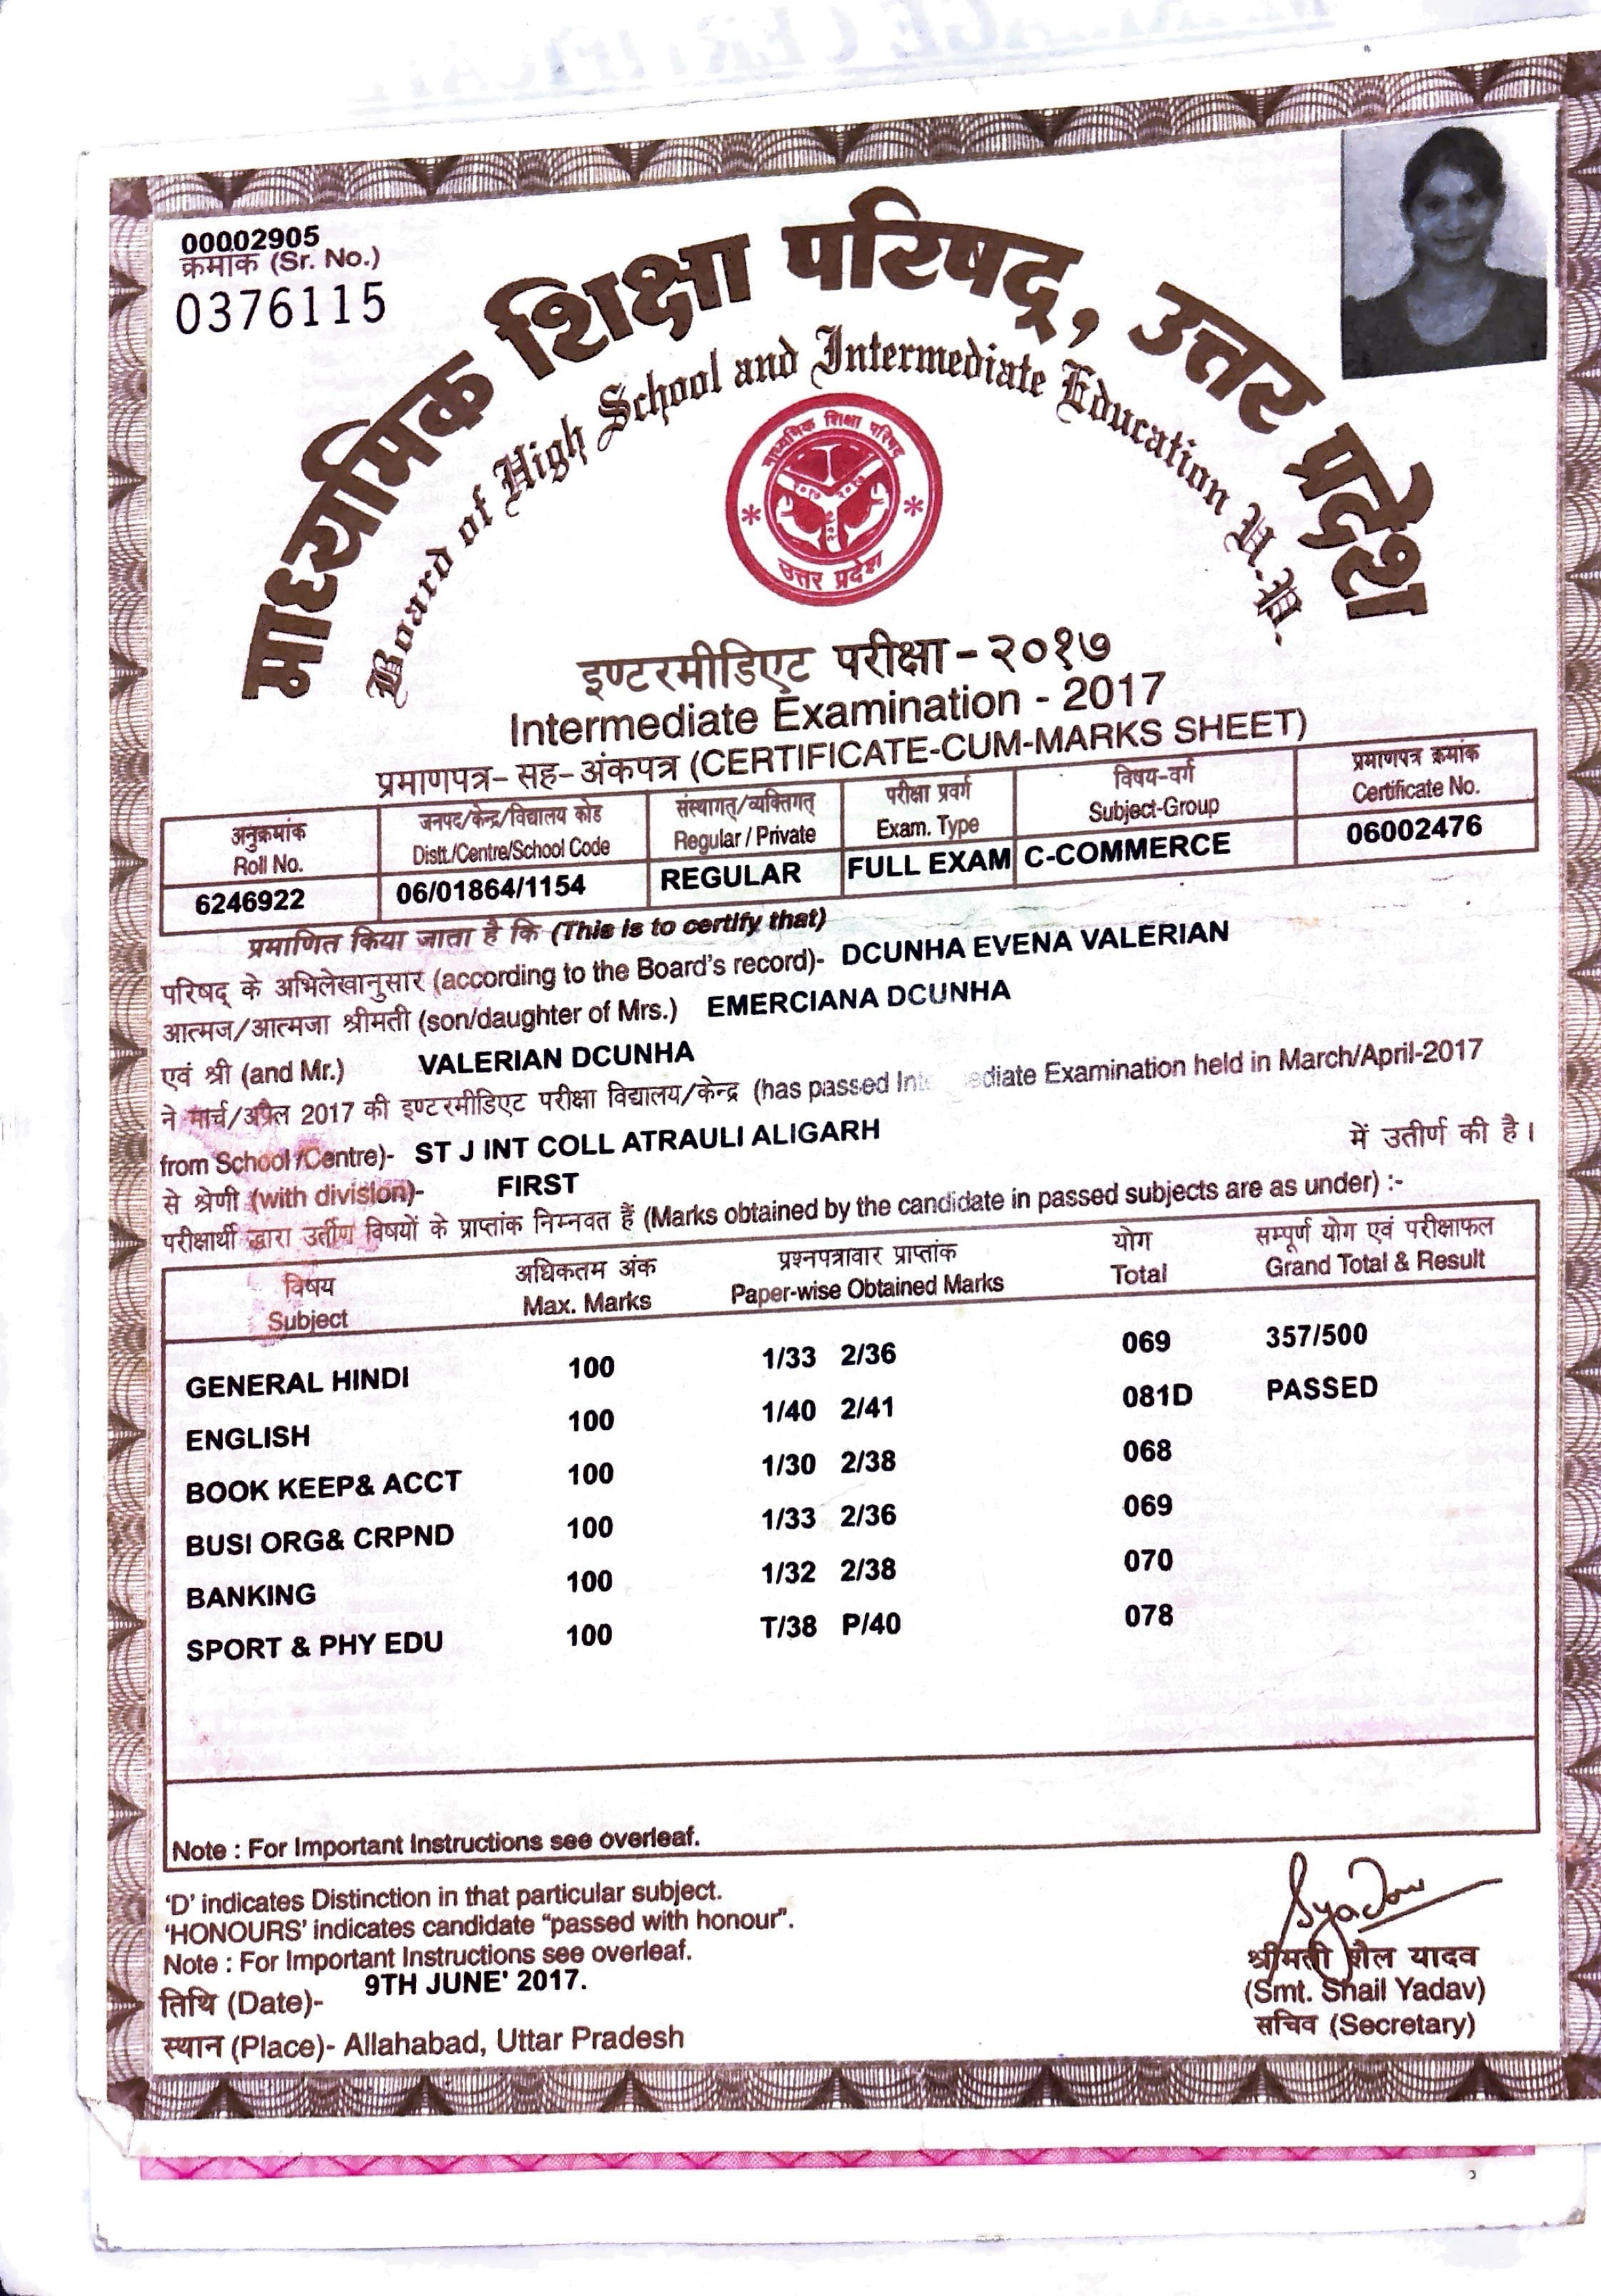 00002905
क्रमांक (Sr. No.)
0376115
माध्यमिक शिक्षा परिषद्, उत्तर प्रदेश
Board of High School and Intermediate Education U.P.
माध्यमिक शिक्षा परिषद
उत्तर प्रदेश
इण्टरमीडिएट परीक्षा - २०१७
Intermediate Examination - 2017
प्रमाणपत्र- सह- अंकपत्र (CERTIFICATE-CUM-MARKS SHEET)
अनुक्रमांक जनपद/केन्द्र/विद्यालय कोड संस्थागत्/व्यक्तिगत् परीक्षा प्रवर्ग विषय-वर्ग प्रमाणपत्र क्रमांक
Roll No. Distt./Centre/School Code Regular / Private Exam. Type Subject-Group Certificate No.
6246922 06/01864/1154 REGULAR FULL EXAM C-COMMERCE 06002476
प्रमाणित किया जाता है कि (This is to certify that)
परिषद् के अभिलेखानुसार (according to the Board's record)- DCUNHA EVENA VALERIAN
आत्मज/आत्मजा श्रीमती (son/daughter of Mrs.) EMERCIANA DCUNHA
एवं श्री (and Mr.) VALERIAN DCUNHA
ने मार्च/अप्रैल 2017 की इण्टरमीडिएट परीक्षा विद्यालय/केन्द्र (has passed Examination held in March/April-2017
from School /Centre)- ST J INT COLL ATRAULI ALIGARH में उतीर्ण की है।
से श्रेणी (with division)- FIRST
परीक्षार्थी द्वारा उर्तीण विषयों के प्राप्तांक निम्नवत हैं (Marks obtained by the candidate in passed subjects are as under) :-
विषय अधिकतम अंक प्रश्नपत्रावार प्राप्तांक योग सम्पूर्ण योग एवं परीक्षाफल
Subject Max. Marks Paper-wise Obtained Marks Total Grand Total & Result
GENERAL HINDI 100 1/33 2/36 069 357/500
ENGLISH 100 1/40 2/41 081D PASSED
BOOK KEEP& ACCT 100 1/30 2/38 068
BUSI ORG& CRPND 100 1/33 2/36 069
BANKING 100 1/32 2/38 070
SPORT & PHY EDU 100 T/38 P/40 078
Note : For Important Instructions see overleaf.
'D' indicates Distinction in that particular subject.
'HONOURS' indicates candidate "passed with honour".
Note : For Important Instructions see overleaf.
तिथि (Date)- 9TH JUNE' 2017.
स्थान (Place)- Allahabad, Uttar Pradesh
श्रीमती शैल यादव
(Smt. Shail Yadav)
सचिव (Secretary)